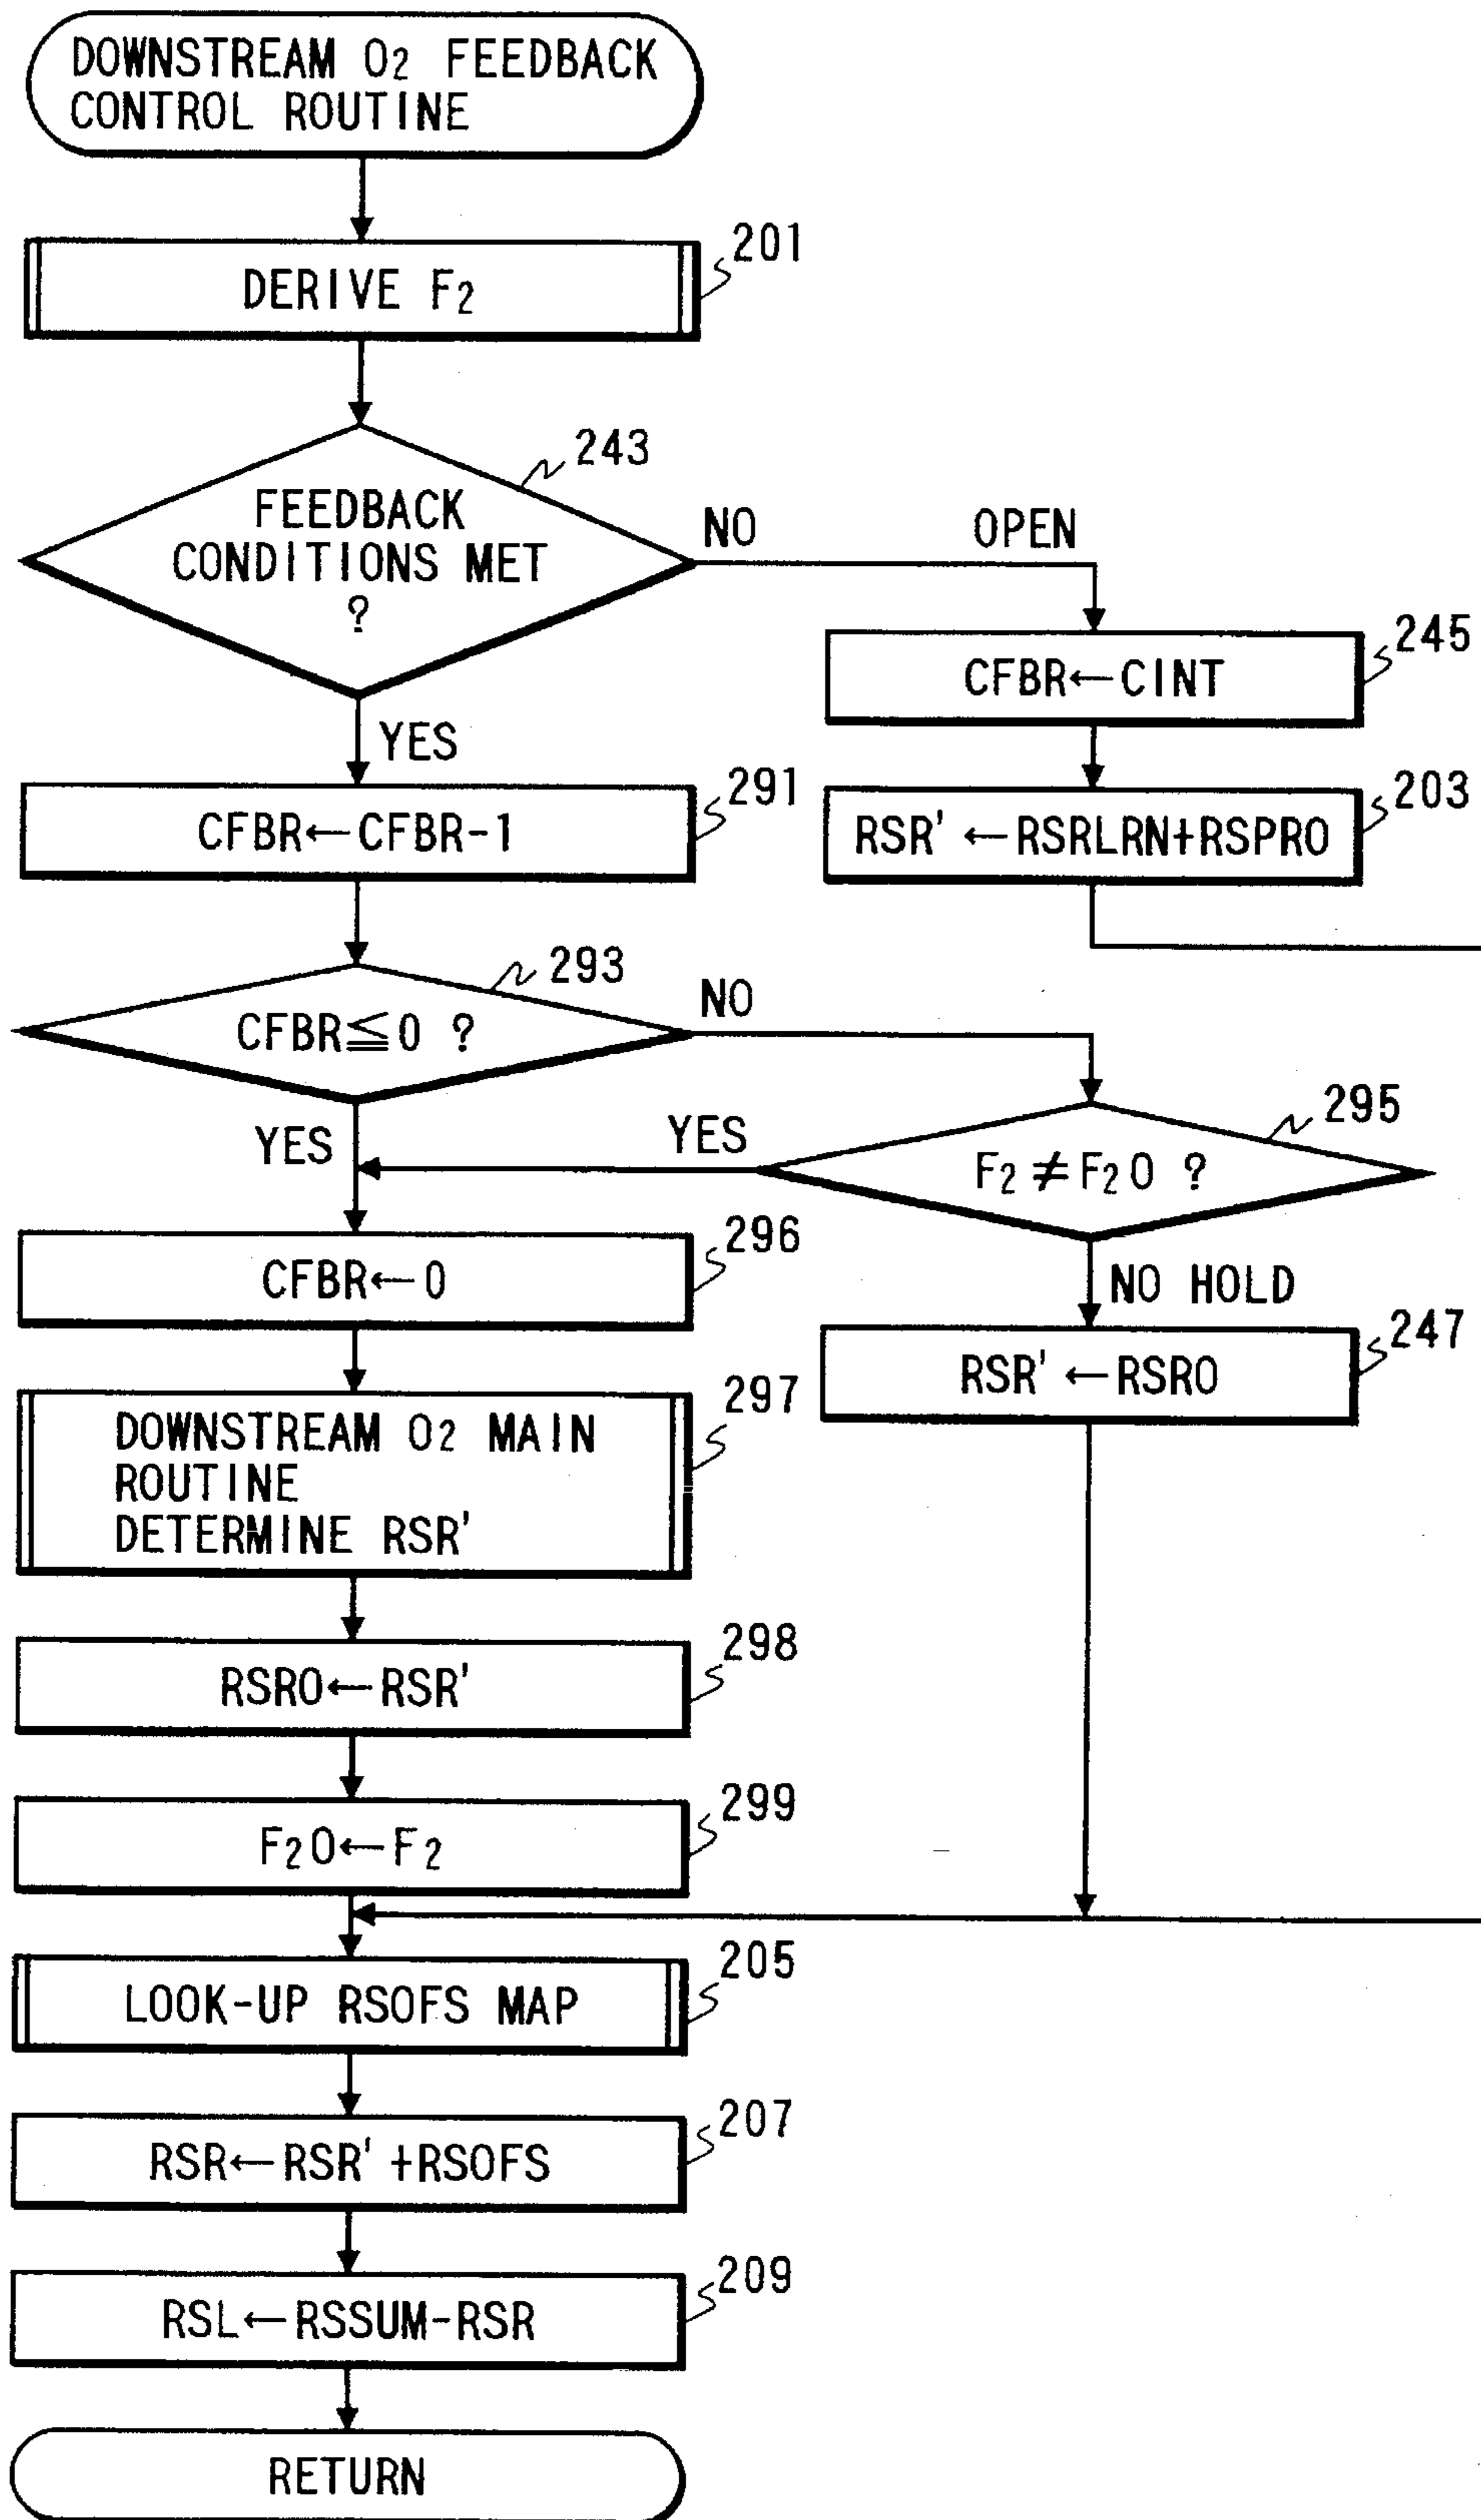 DOWNSTREAM O2 FEEDBACK
CONTROL ROUTINE
201
DERIVE F2
243
FEEDBACK
CONDITIONS MET
?
NO
OPEN
245
CFBR←CINT
YES
291
CFBR←CFBR-1
203
RSR' ←RSRLRN+RSPRO
293
CFBR≦0 ?
NO
295
F2≠F20 ?
YES
YES
296
CFBR←0
NO HOLD
247
RSR' ←RSRO
297
DOWNSTREAM O2 MAIN
ROUTINE
DETERMINE RSR'
298
RSRO←RSR'
299
F20←F2
205
LOOK-UP RSOFS MAP
207
RSR←RSR' +RSOFS
209
RSL←RSSUM-RSR
RETURN